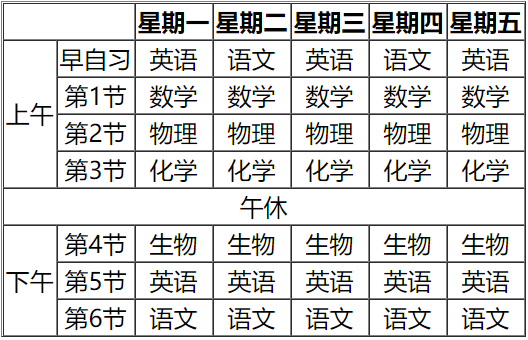 星期一 星期二 星期三 星期四 星期五
上午 早自习 英语 语文 英语 语文 英语
第1节 数学 数学 数学 数学 数学
第2节 物理 物理 物理 物理 物理
第3节 化学 化学 化学 化学 化学
午休
下午 第4节 生物 生物 生物 生物 生物
第5节 英语 英语 英语 英语 英语
第6节 语文 语文 语文 语文 语文